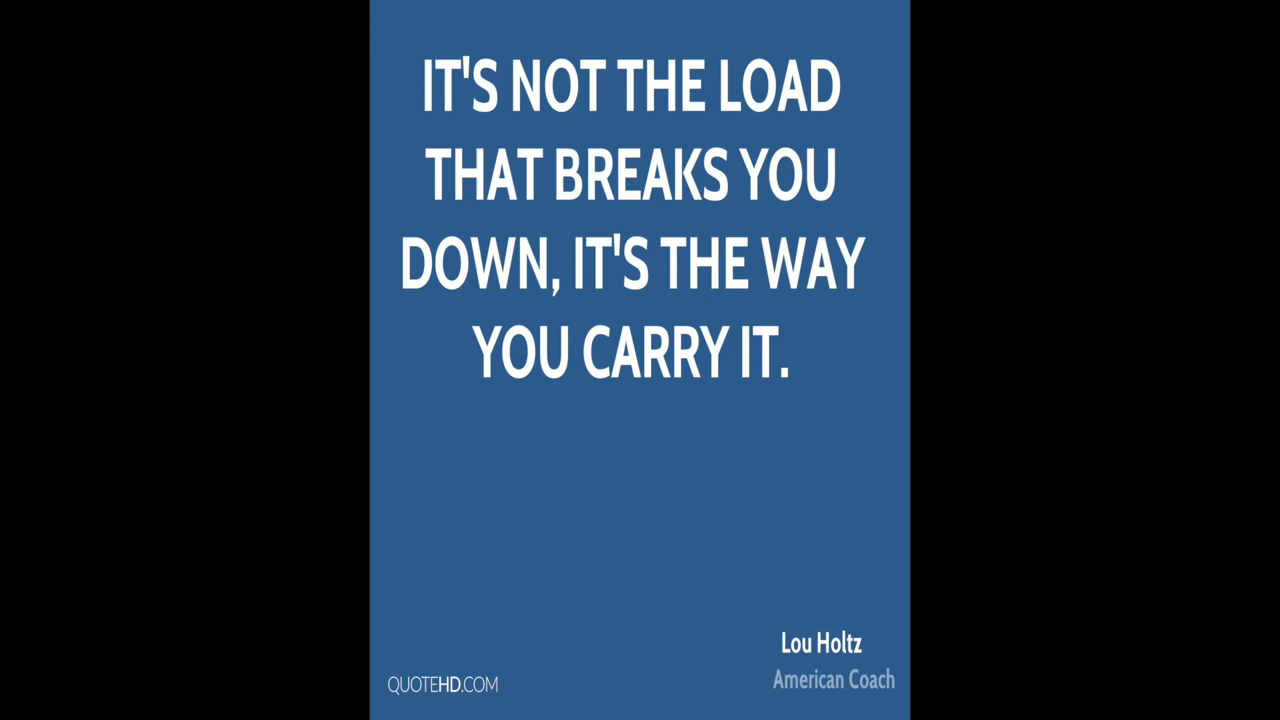 IT'S NOT THE LOAD
THAT BREAKS YOU
DOWN, IT'S THE WAY
YOU CARRY IT.
Lou Holtz
American Coach
QUOTEHD.COM